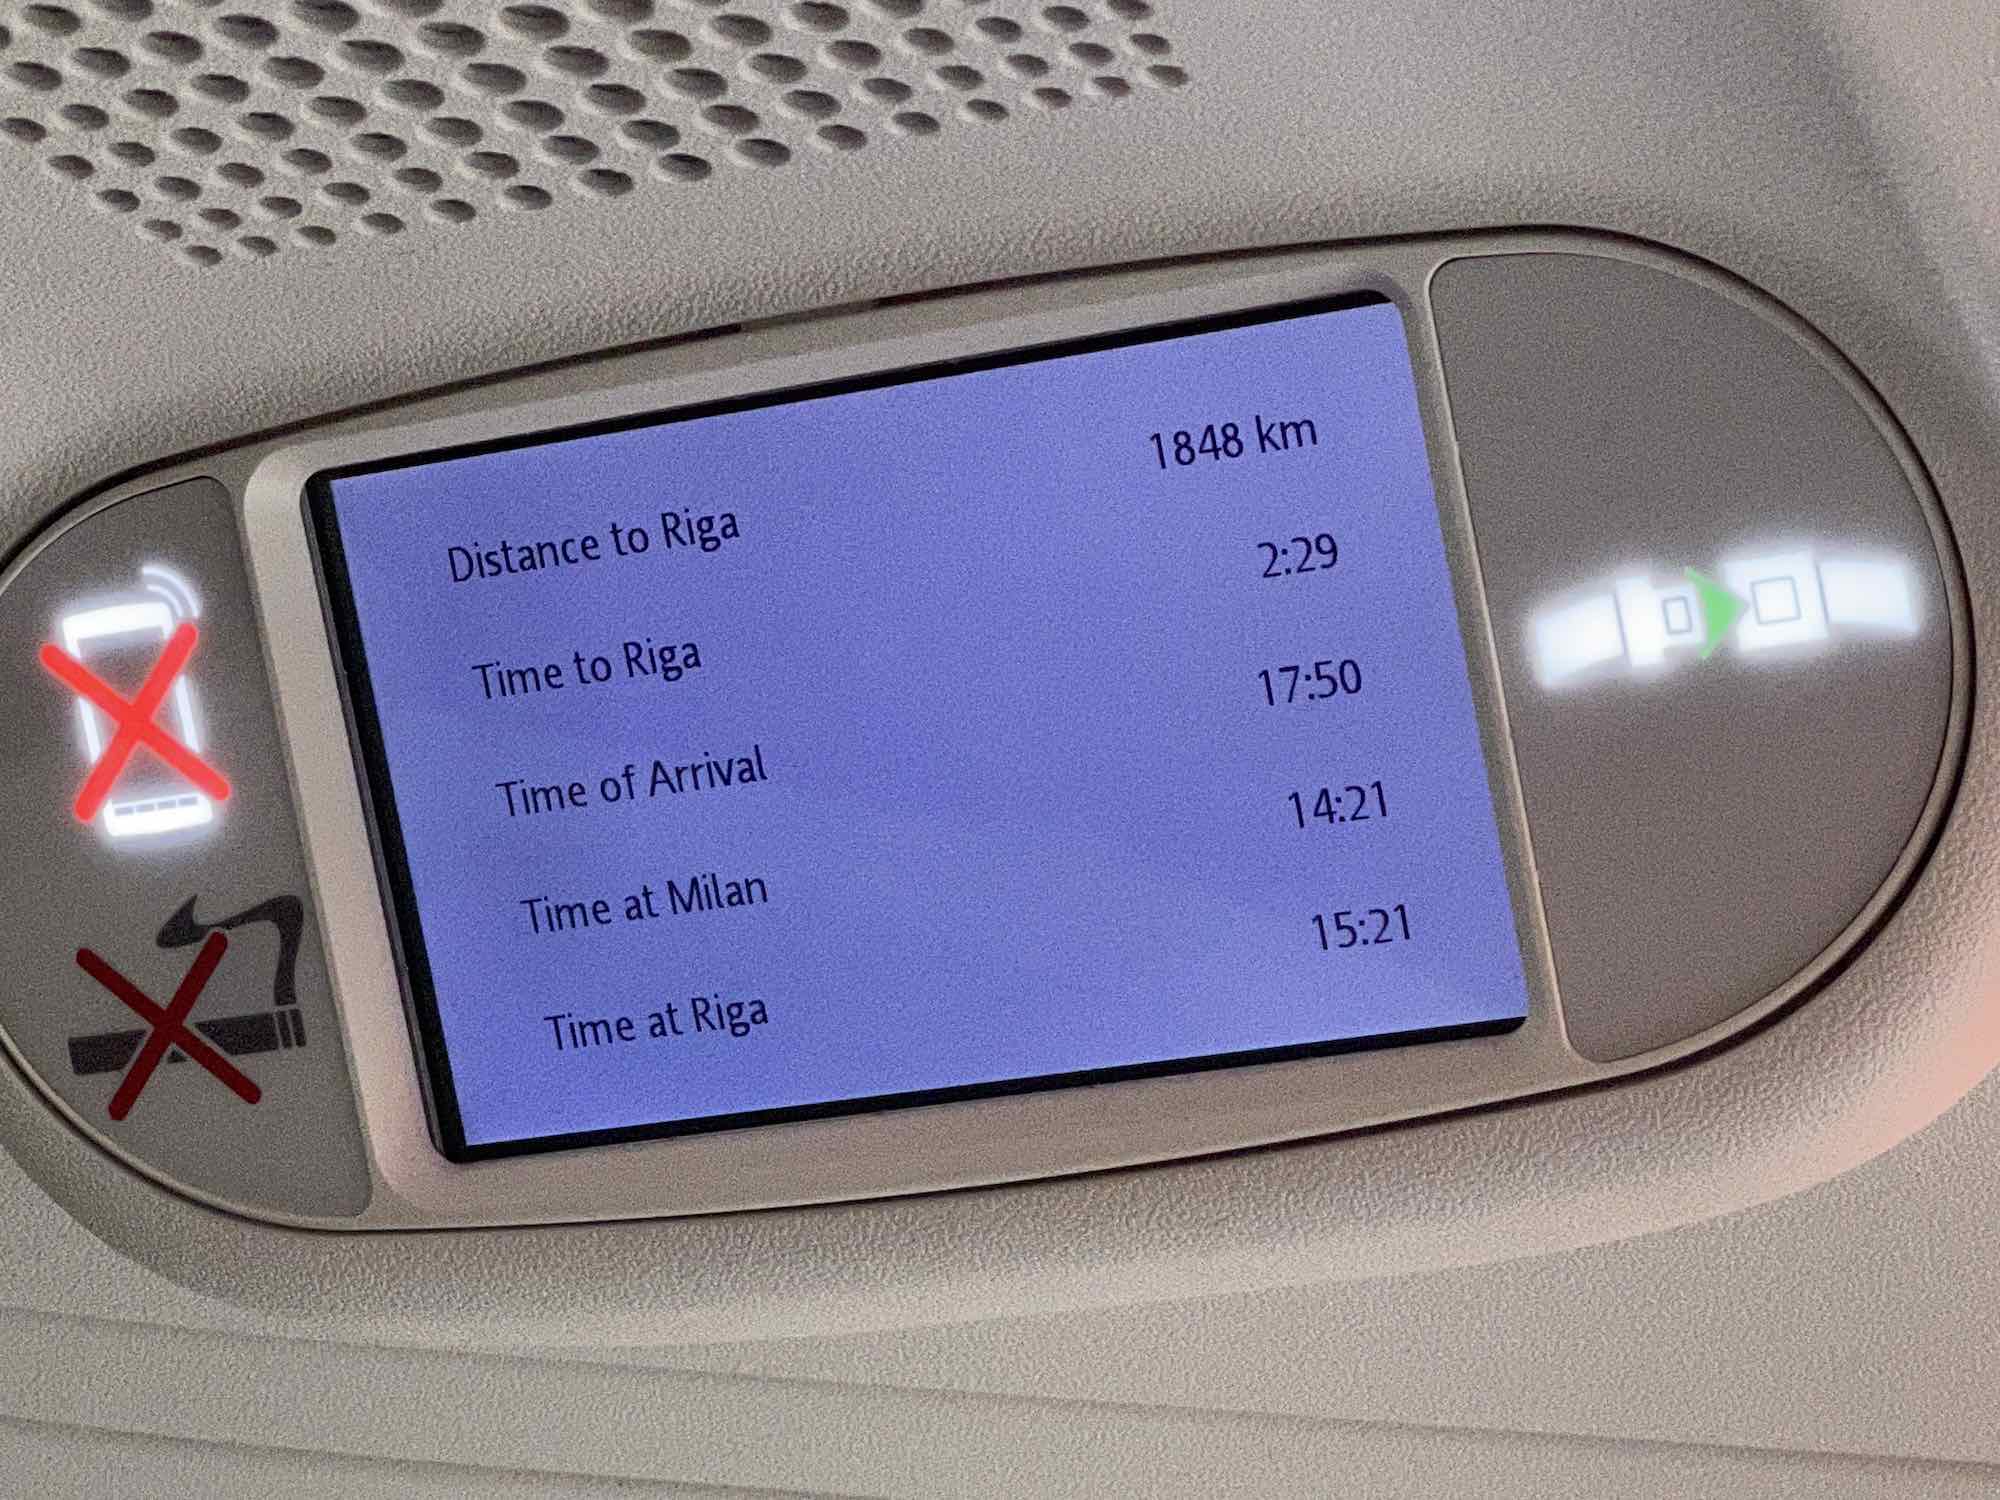 Distance to Riga 1848 km
Time to Riga 2:29
Time of Arrival 17:50
Time at Milan 14:21
Time at Riga 15:21